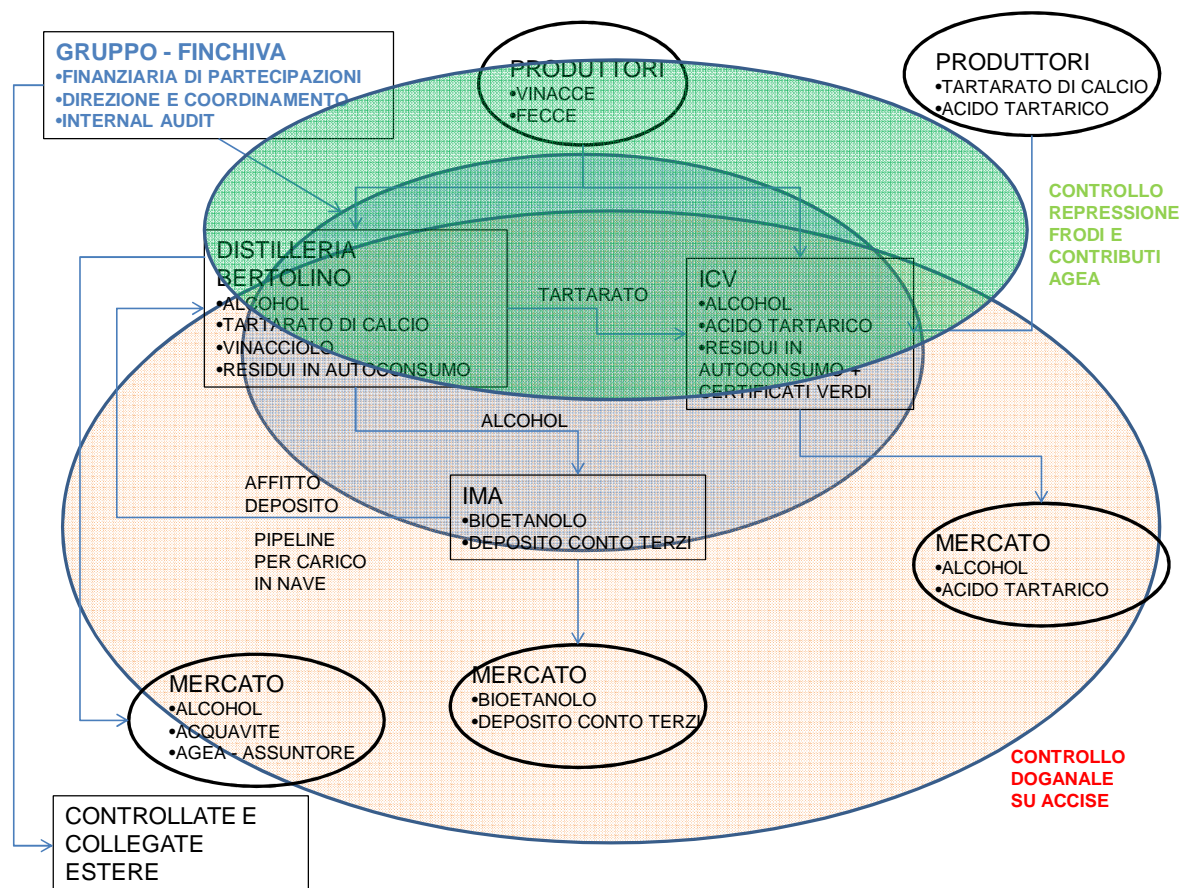 GRUPPO - FINCHIVA
•FINANZIARIA DI PARTECIPAZIONI
•DIREZIONE E COORDINAMENTO
•INTERNAL AUDIT
PRODUTTORI
•VINACCE
•FECCE
PRODUTTORI
•TARTARATO DI CALCIO
•ACIDO TARTARICO
CONTROLLO
REPRESSIONE
FRODI E
CONTRIBUTI
AGEA
DISTILLERIA
BERTOLINO
•ALCOHOL
•TARTARATO DI CALCIO
•VINACCIOLO
•RESIDUI IN AUTOCONSUMO
TARTARATO
ICV
•ALCOHOL
•ACIDO TARTARICO
•RESIDUI IN
AUTOCONSUMO +
CERTIFICATI VERDI
ALCOHOL
AFFITTO
DEPOSITO
IMA
•BIOETANOLO
•DEPOSITO CONTO TERZI
PIPELINE
PER CARICO
IN NAVE
MERCATO
•ALCOHOL
•ACIDO TARTARICO
MERCATO
•ALCOHOL
•ACQUAVITE
•AGEA - ASSUNTORE
MERCATO
•BIOETANOLO
•DEPOSITO CONTO TERZI
CONTROLLO
DOGANALE
SU ACCISE
CONTROLLATE E
COLLEGATE
ESTERE